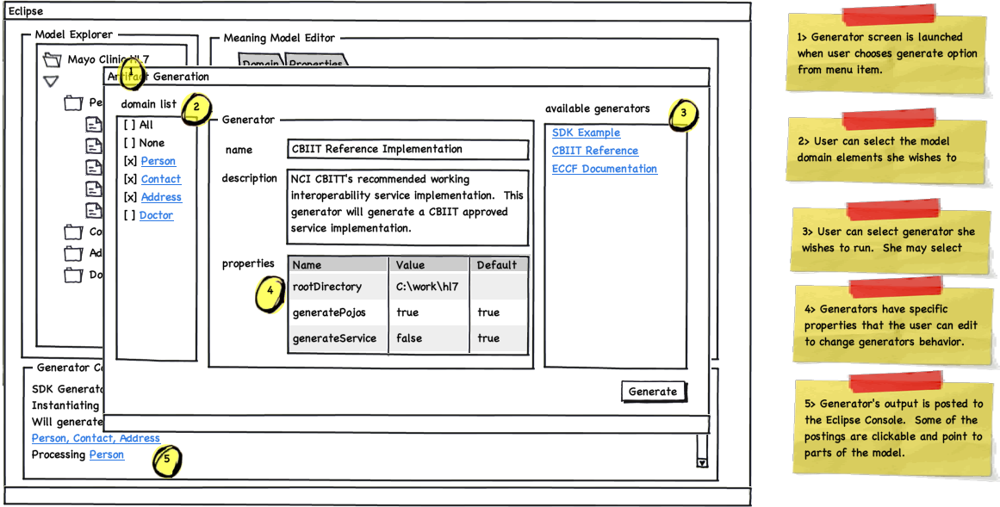 Eclipse
Model Explorer
Mayo Clinic HL7
Pe
Co
Ad
Do
Meaning Model Editor
Domain Properties
Artifact Generation
1
domain list
2
[ ] All
[ ] None
[x] Person
[x] Contact
[x] Address
[ ] Doctor
Generator
name
CBIIT Reference Implementation
description
NCI CBITT's recommended working
interoperability service implementation. This
generator will generate a CBIIT approved
service implementation.
properties
4
Name Value Default
rootDirectory C:\work\hl7
generatePojos true true
generateService false true
available generators
3
SDK Example
CBIIT Reference
ECCF Documentation
Generate
Generator Co
SDK Generato
Instantiating
Will generate
Person, Contact, Address
Processing Person
5
1> Generator screen is launched
when user chooses generate option
from menu item.
2> User can select the model
domain elements she wishes to
3> User can select generator she
wishes to run. She may select
4> Generators have specific
properties that the user can edit
to change generators behavior.
5> Generator's output is posted to
the Eclipse Console. Some of the
postings are clickable and point to
parts of the model.